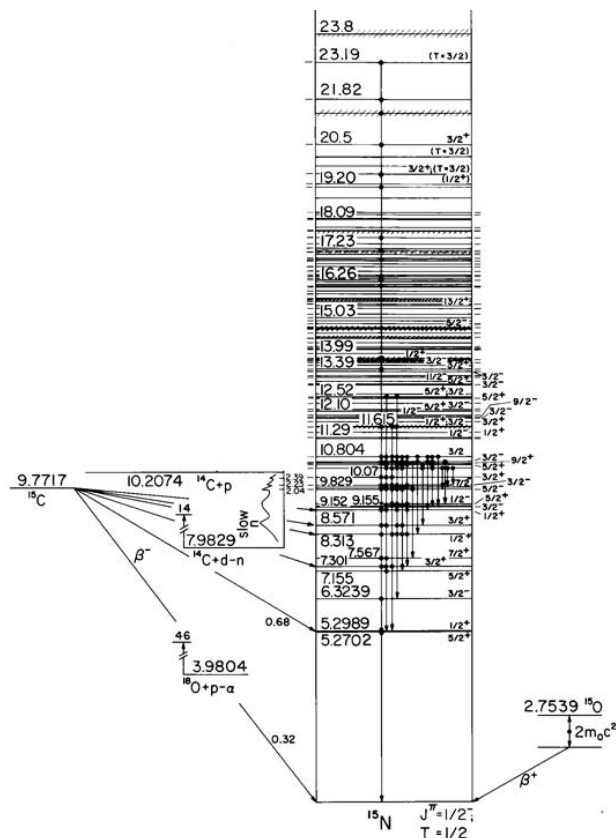 23.8
23.19 (T=3/2)
21.82
20.5 3/2⁺
(T=3/2)
3/2⁺;(T=3/2)
19.20 (1/2⁺)
18.09
17.23
16.26
13/2⁺
15.03
5/2⁻
13.99 1/2⁺
3/2⁻
13.39 3/2⁺
11/2⁻ 3/2⁻
5/2⁺ 3/2⁻
12.52 5/2⁺;3/2 5/2⁺
12.10 5/2⁺ 3/2⁻ 9/2⁻
1/2⁻ 3/2⁻
11.615 1/2⁺ 3/2⁺
11.29 1/2⁻ 1/2⁺
10.804 3/2 3/2⁻
9/2⁺
9.7717 10.2074 ¹⁴C+p 10.07 5/2⁺
¹⁵C 2.04 3/2⁺
9.829 7/2⁻ 5/2⁻
3/2⁻
9.152 9.155 1/2⁻ 5/2⁺
14 slow n 3/2⁻
8.571 3/2⁺ 1/2⁺
8.313 1/2⁺
7.9829
¹⁴C+d-n 7.567 7/2⁺
7.301 3/2⁺
β⁻ 7.155 5/2⁺
6.3239 3/2⁻
0.68
5.2989 1/2⁺
5.2702 5/2⁺
46
3.9804
¹⁸O+p-α
2.7539 ¹⁵O
0.32 2m₀c²
β⁺
¹⁵N Jπ=1/2⁻;
T=1/2